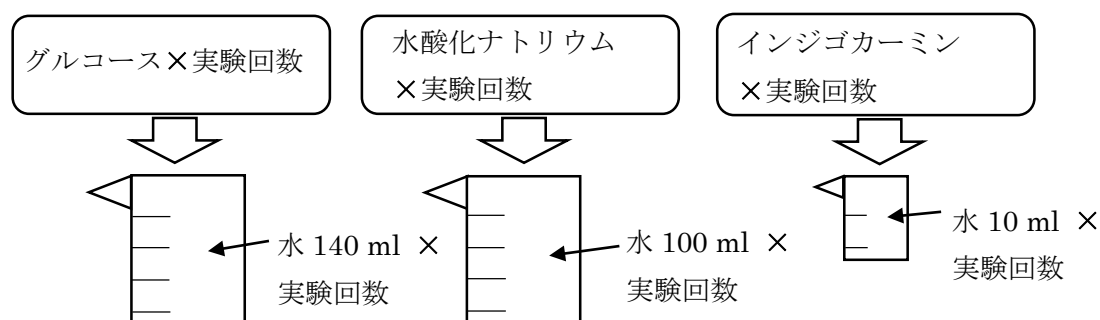 グルコース×実験回数
水酸化ナトリウム
×実験回数
インジゴカーミン
×実験回数
水 140 ml ×
実験回数
水 100 ml ×
実験回数
水 10 ml ×
実験回数